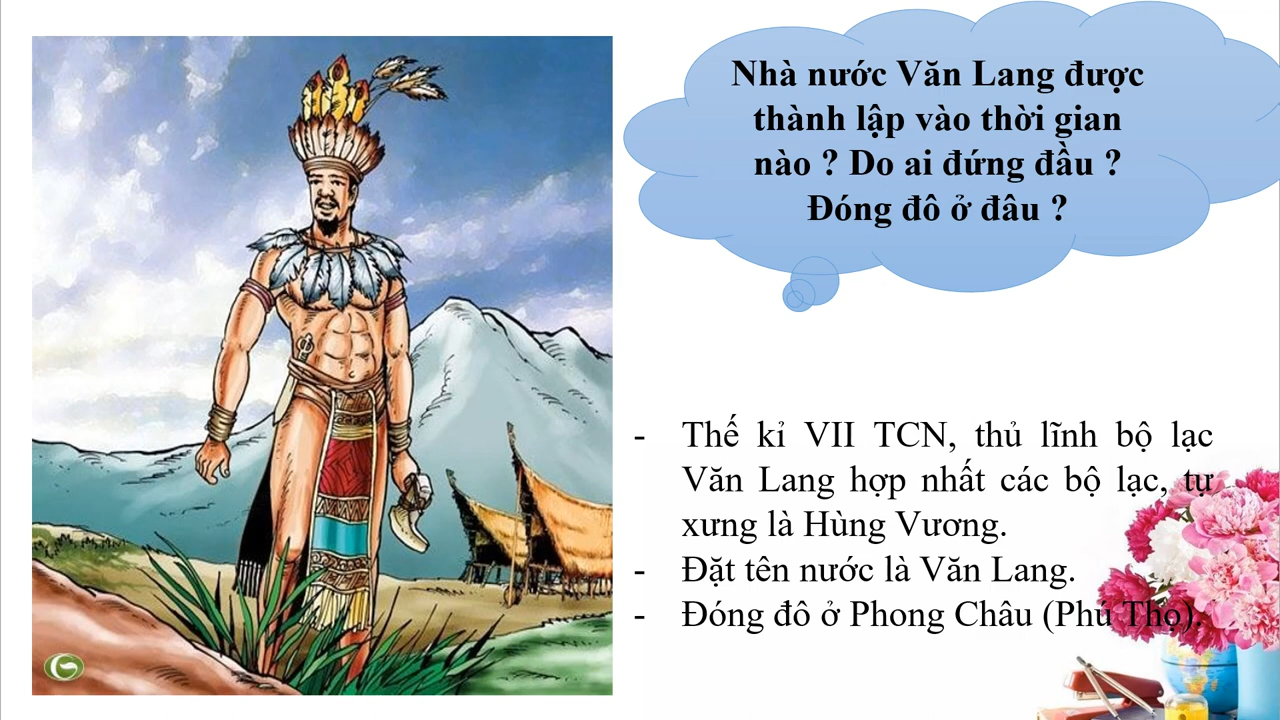 Nhà nước Văn Lang được
thành lập vào thời gian
nào ? Do ai đứng đầu ?
Đóng đô ở đâu ?
- Thế kỉ VII TCN, thủ lĩnh bộ lạc
Văn Lang hợp nhất các bộ lạc, tự
xưng là Hùng Vương.
- Đặt tên nước là Văn Lang.
- Đóng đô ở Phong Châu (Phú Thọ).